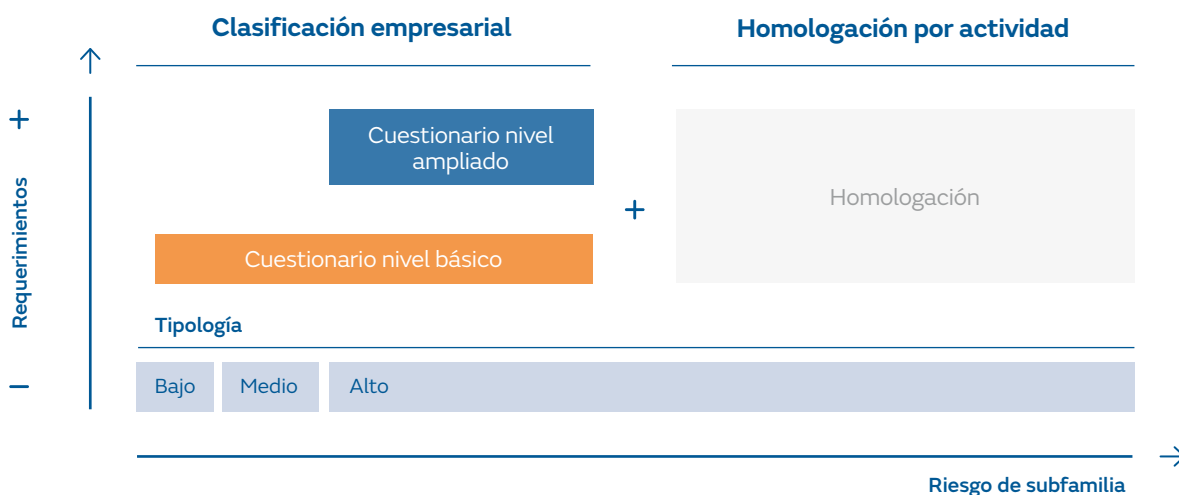 Clasificación empresarial
Homologación por actividad
+
Requerimientos
−
Cuestionario nivel
ampliado
+
Homologación
Cuestionario nivel básico
Tipología
Bajo
Medio
Alto
Riesgo de subfamilia